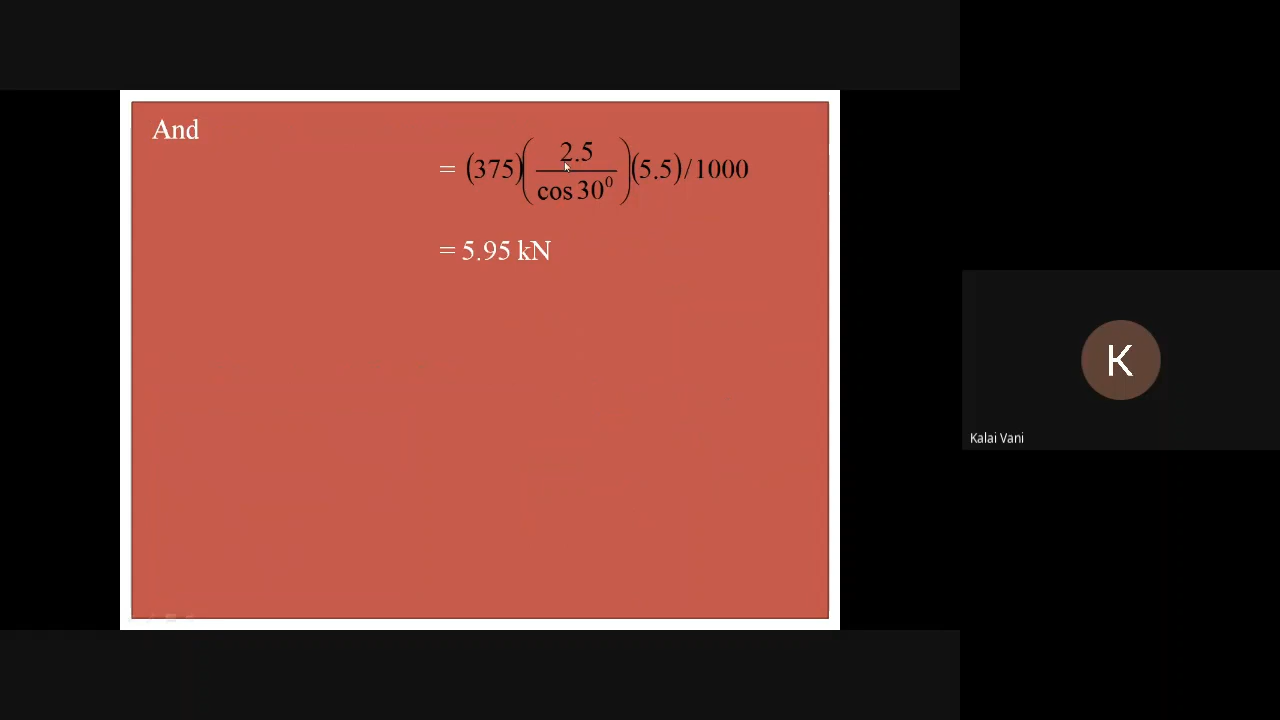 And
= (375)(2.5/cos 30⁰)(5.5)/1000
= 5.95 kN
K
Kalai Vani